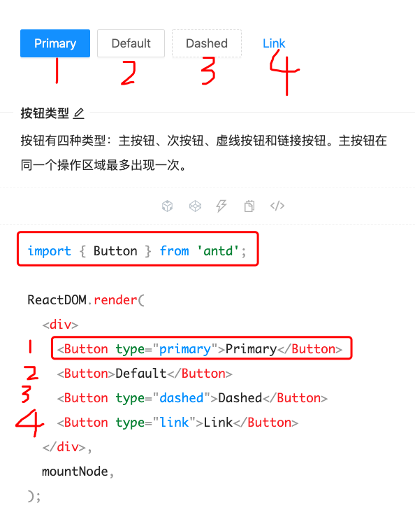 Primary Default Dashed Link
1 2 3 4
按钮类型
按钮有四种类型：主按钮、次按钮、虚线按钮和链接按钮。主按钮在
同一个操作区域最多出现一次。
import { Button } from 'antd';
ReactDOM.render(
<div>
1 <Button type="primary">Primary</Button>
2 <Button>Default</Button>
3 <Button type="dashed">Dashed</Button>
4 <Button type="link">Link</Button>
</div>,
mountNode,
);